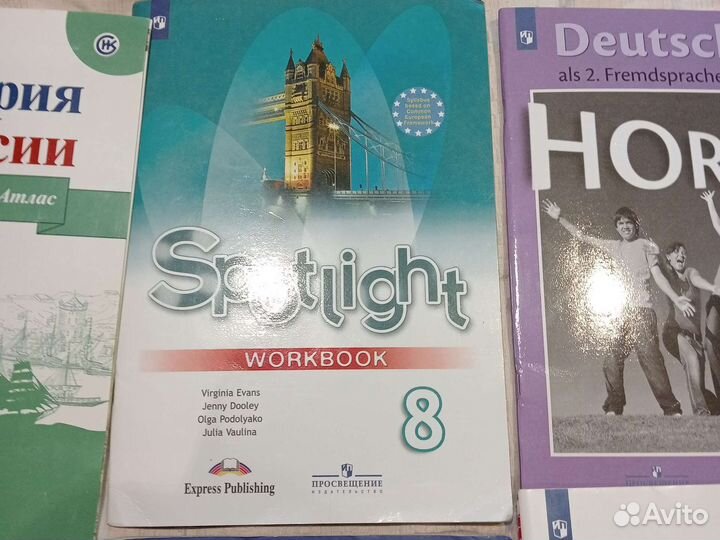 рия
сии
Атлас
Syllabus
based on
Common
European
Framework
Spotlight
WORKBOOK
Virginia Evans
Jenny Dooley
Olga Podolyako
Julia Vaulina
8
Express Publishing
ПРОСВЕЩЕНИЕ
ИЗДАТЕЛЬСТВО
Deutsch
als 2. Fremdsprache
HOR
Avito